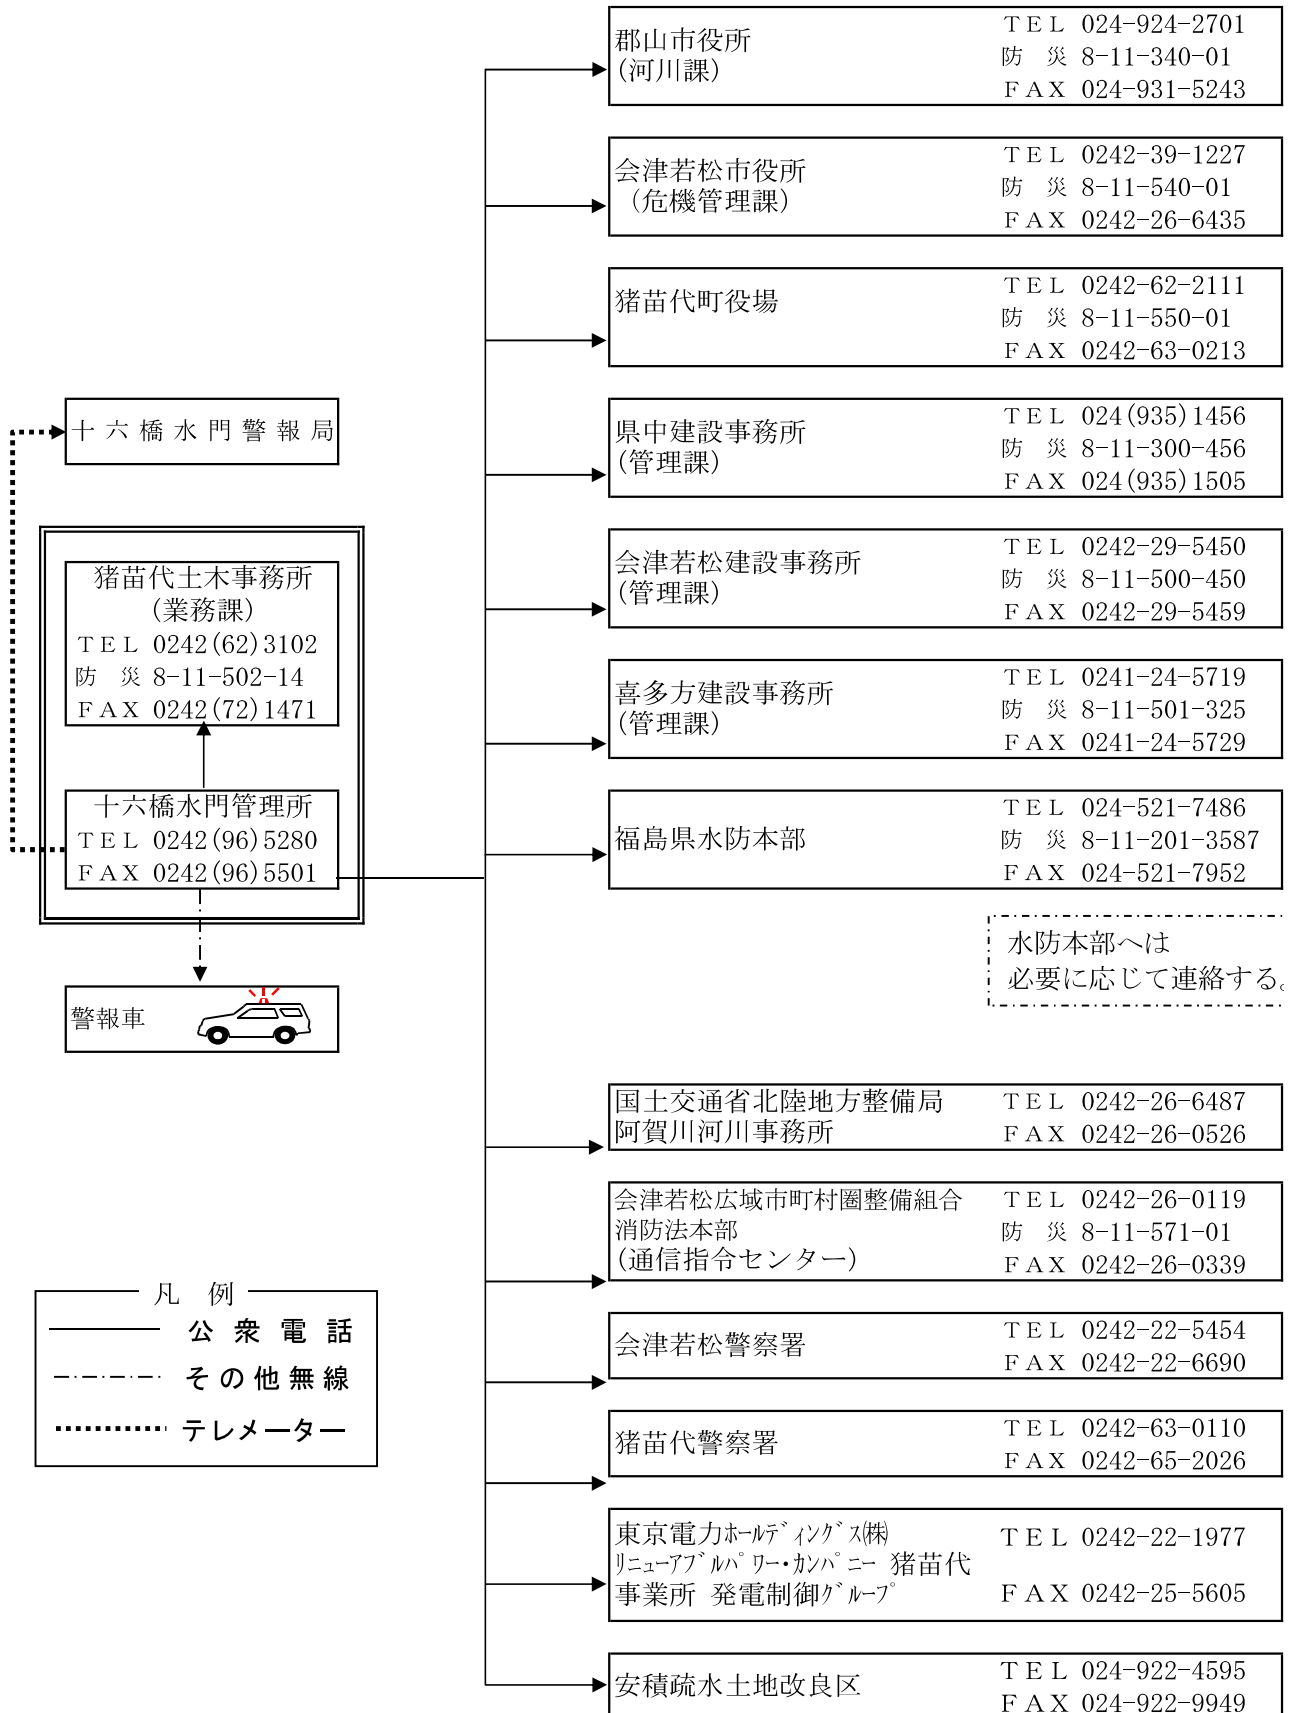 十六橋水門警報局
猪苗代土木事務所
(業務課)
ＴＥＬ 0242(62)3102
防　災 8-11-502-14
ＦＡＸ 0242(72)1471
十六橋水門管理所
ＴＥＬ 0242(96)5280
ＦＡＸ 0242(96)5501
警報車
凡　例
公衆電話
その他無線
テレメーター
郡山市役所
(河川課)
ＴＥＬ 024-924-2701
防　災 8-11-340-01
ＦＡＸ 024-931-5243
会津若松市役所
（危機管理課）
ＴＥＬ 0242-39-1227
防　災 8-11-540-01
ＦＡＸ 0242-26-6435
猪苗代町役場
ＴＥＬ 0242-62-2111
防　災 8-11-550-01
ＦＡＸ 0242-63-0213
県中建設事務所
(管理課)
ＴＥＬ 024(935)1456
防　災 8-11-300-456
ＦＡＸ 024(935)1505
会津若松建設事務所
(管理課)
ＴＥＬ 0242-29-5450
防　災 8-11-500-450
ＦＡＸ 0242-29-5459
喜多方建設事務所
(管理課)
ＴＥＬ 0241-24-5719
防　災 8-11-501-325
ＦＡＸ 0241-24-5729
福島県水防本部
ＴＥＬ 024-521-7486
防　災 8-11-201-3587
ＦＡＸ 024-521-7952
水防本部へは
必要に応じて連絡する。
国土交通省北陸地方整備局
阿賀川河川事務所
ＴＥＬ 0242-26-6487
ＦＡＸ 0242-26-0526
会津若松広域市町村圏整備組合
消防法本部
(通信指令センター)
ＴＥＬ 0242-26-0119
防　災 8-11-571-01
ＦＡＸ 0242-26-0339
会津若松警察署
ＴＥＬ 0242-22-5454
ＦＡＸ 0242-22-6690
猪苗代警察署
ＴＥＬ 0242-63-0110
ＦＡＸ 0242-65-2026
東京電力ﾎｰﾙﾃﾞｨﾝｸﾞｽ㈱
ﾘﾆｭｰｱﾌﾞﾙﾊﾟﾜｰ･ｶﾝﾊﾟﾆｰ 猪苗代
事業所 発電制御ｸﾞﾙｰﾌﾟ
ＴＥＬ 0242-22-1977
ＦＡＸ 0242-25-5605
安積疏水土地改良区
ＴＥＬ 024-922-4595
ＦＡＸ 024-922-9949